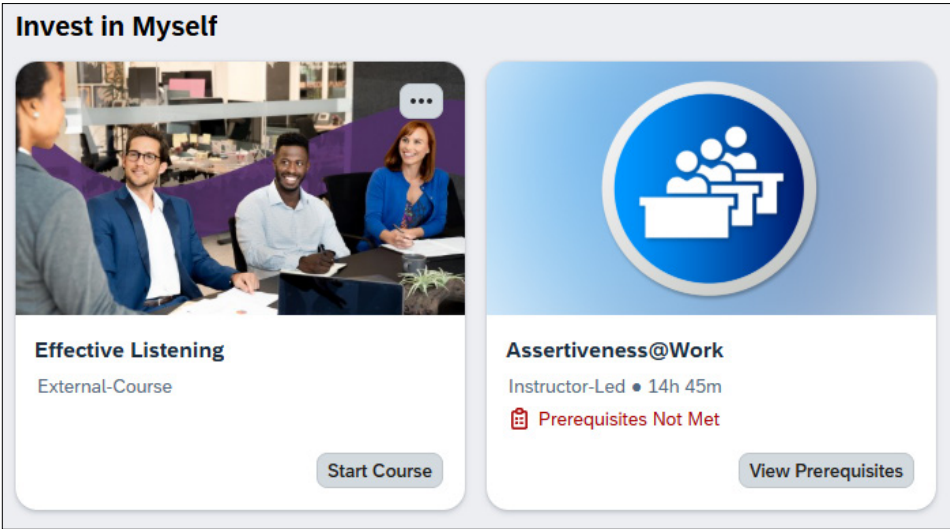 Invest in Myself
Effective Listening
External-Course
Start Course
Assertiveness@Work
Instructor-Led ● 14h 45m
Prerequisites Not Met
View Prerequisites